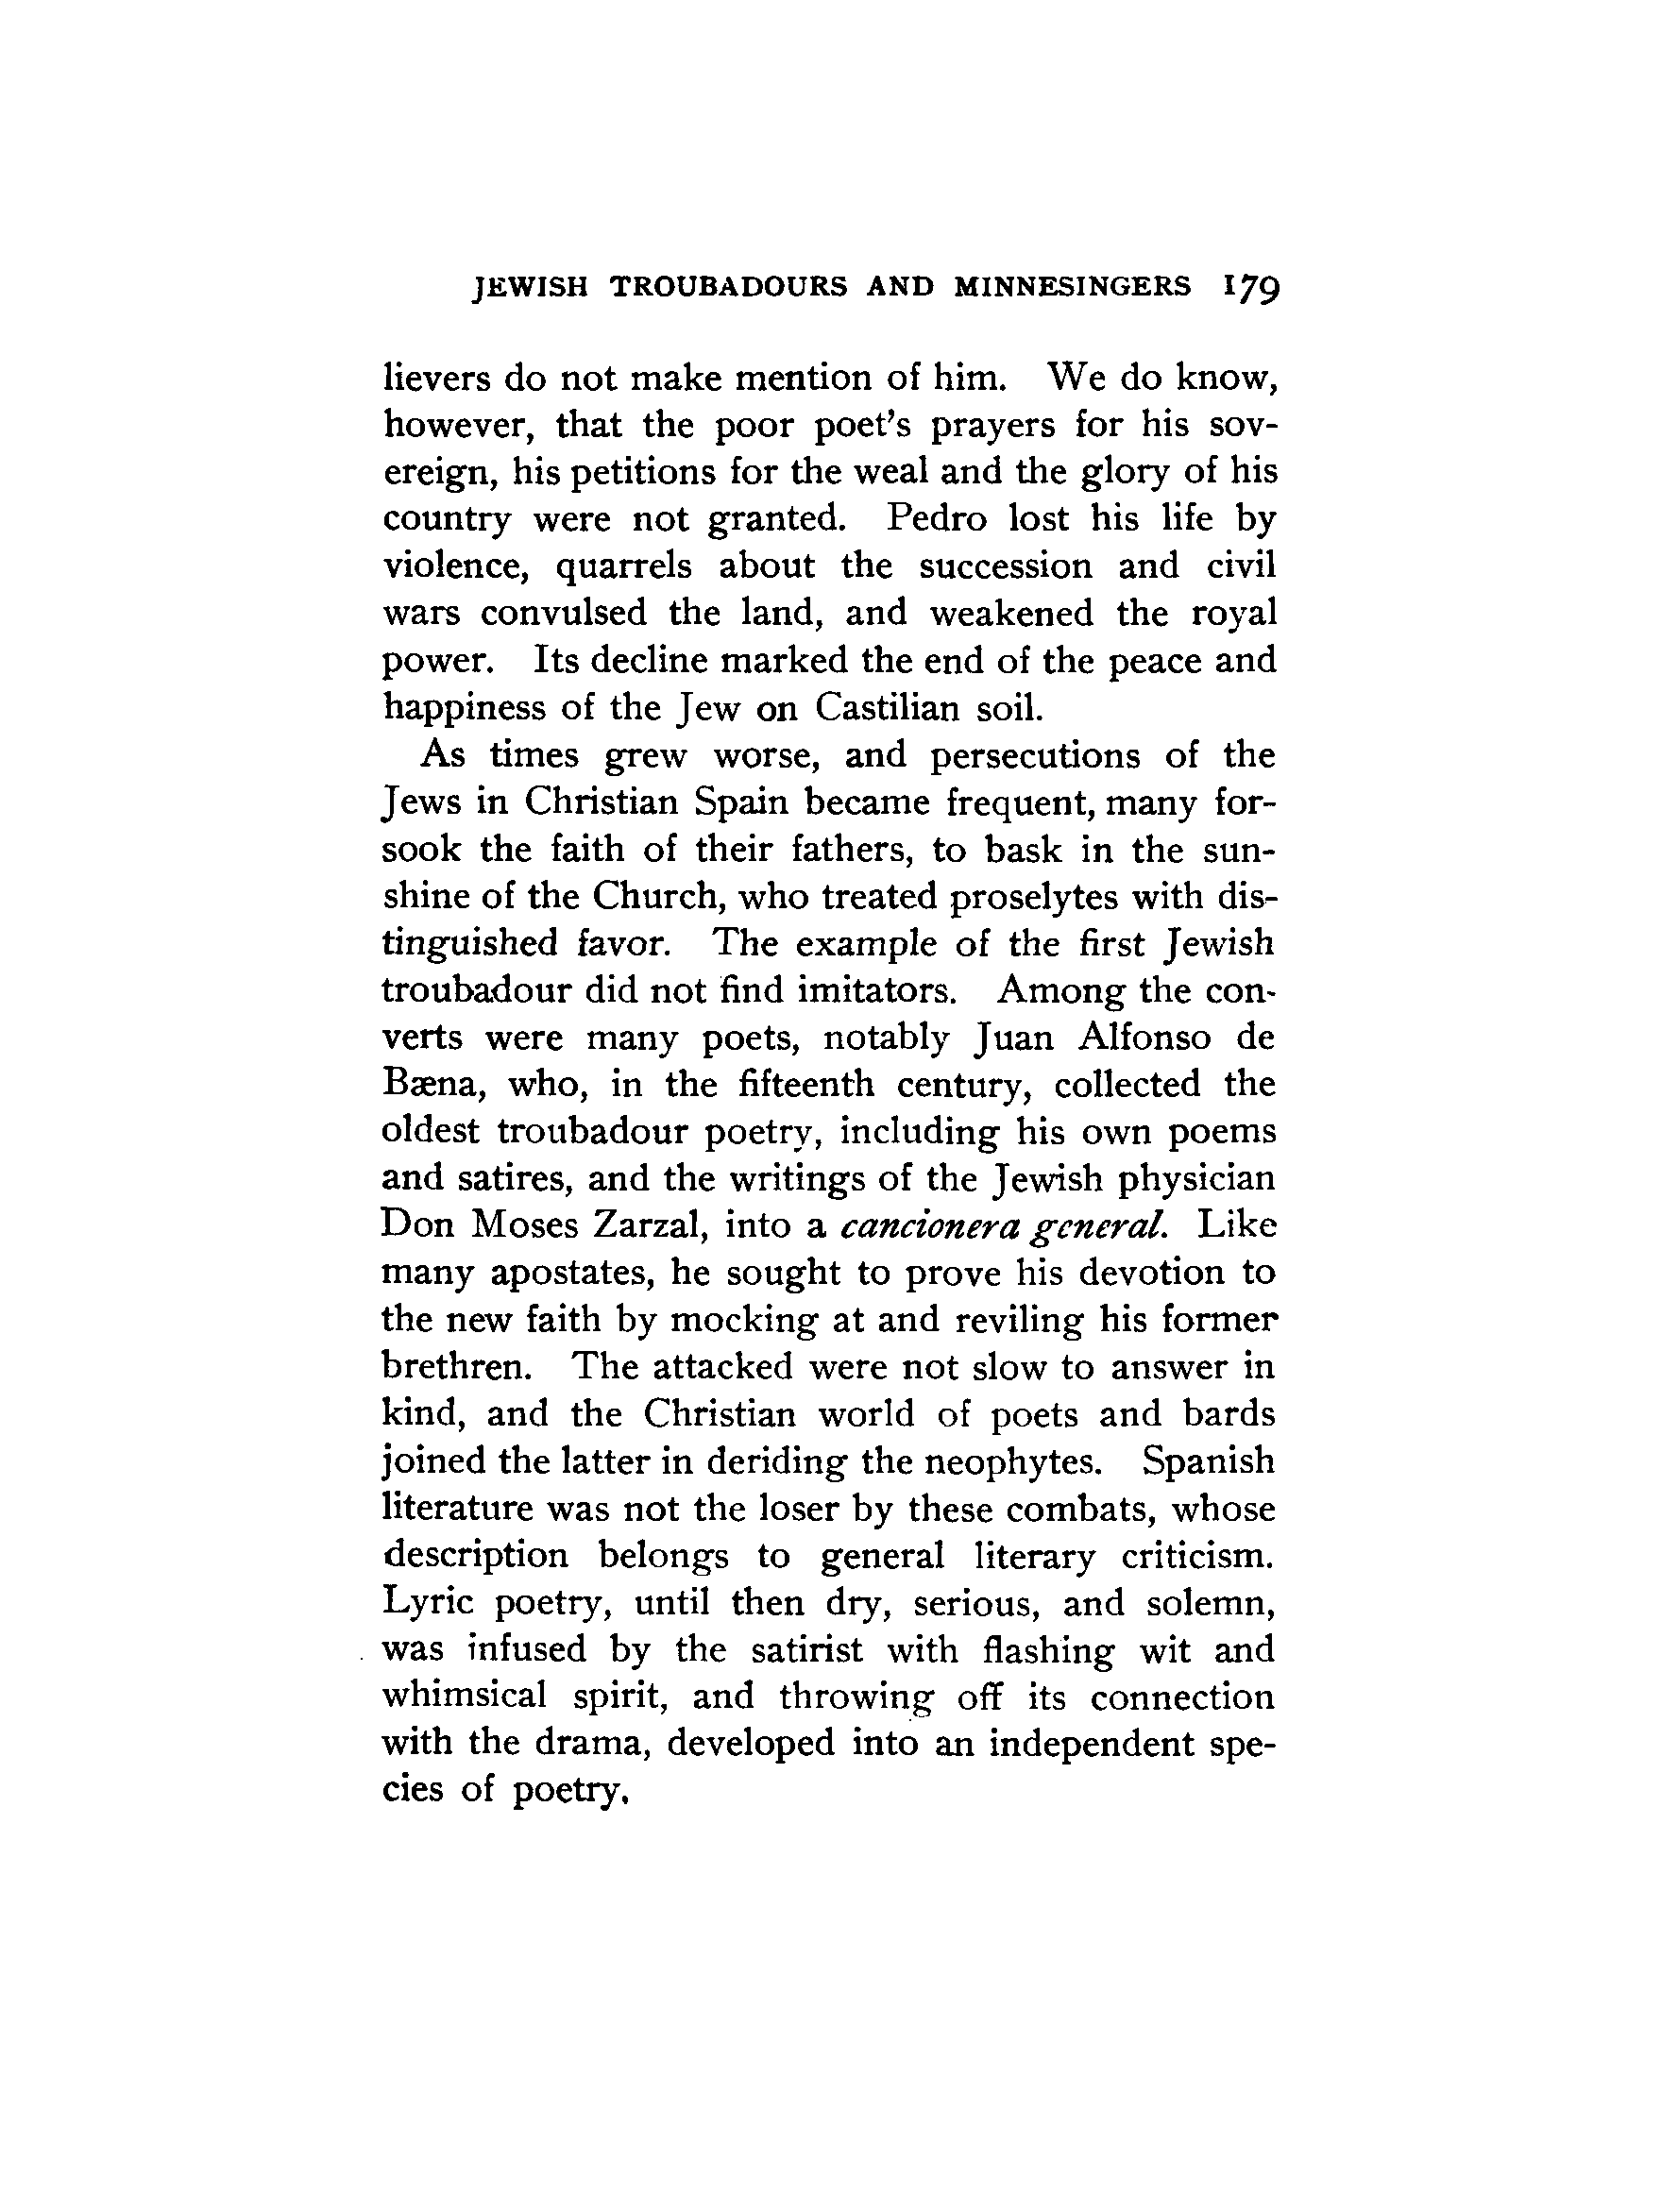 JEWISH TROUBADOURS AND MINNESINGERS 179
lievers do not make mention of him. We do know,
however, that the poor poet's prayers for his sov-
ereign, his petitions for the weal and the glory of his
country were not granted. Pedro lost his life by
violence, quarrels about the succession and civil
wars convulsed the land, and weakened the royal
power. Its decline marked the end of the peace and
happiness of the Jew on Castilian soil.
As times grew worse, and persecutions of the
Jews in Christian Spain became frequent, many for-
sook the faith of their fathers, to bask in the sun-
shine of the Church, who treated proselytes with dis-
tinguished favor. The example of the first Jewish
troubadour did not find imitators. Among the con-
verts were many poets, notably Juan Alfonso de
Bæna, who, in the fifteenth century, collected the
oldest troubadour poetry, including his own poems
and satires, and the writings of the Jewish physician
Don Moses Zarzal, into a cancionera general. Like
many apostates, he sought to prove his devotion to
the new faith by mocking at and reviling his former
brethren. The attacked were not slow to answer in
kind, and the Christian world of poets and bards
joined the latter in deriding the neophytes. Spanish
literature was not the loser by these combats, whose
description belongs to general literary criticism.
Lyric poetry, until then dry, serious, and solemn,
was infused by the satirist with flashing wit and
whimsical spirit, and throwing off its connection
with the drama, developed into an independent spe-
cies of poetry.